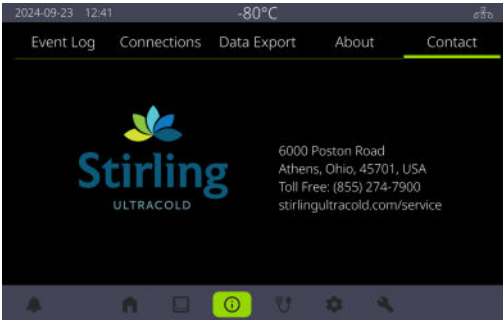 2024-09-23 12:41 -80°C
Event Log Connections Data Export About Contact
Stirling
ULTRACOLD
6000 Poston Road
Athens, Ohio, 45701, USA
Toll Free: (855) 274-7900
stirlingultracold.com/service